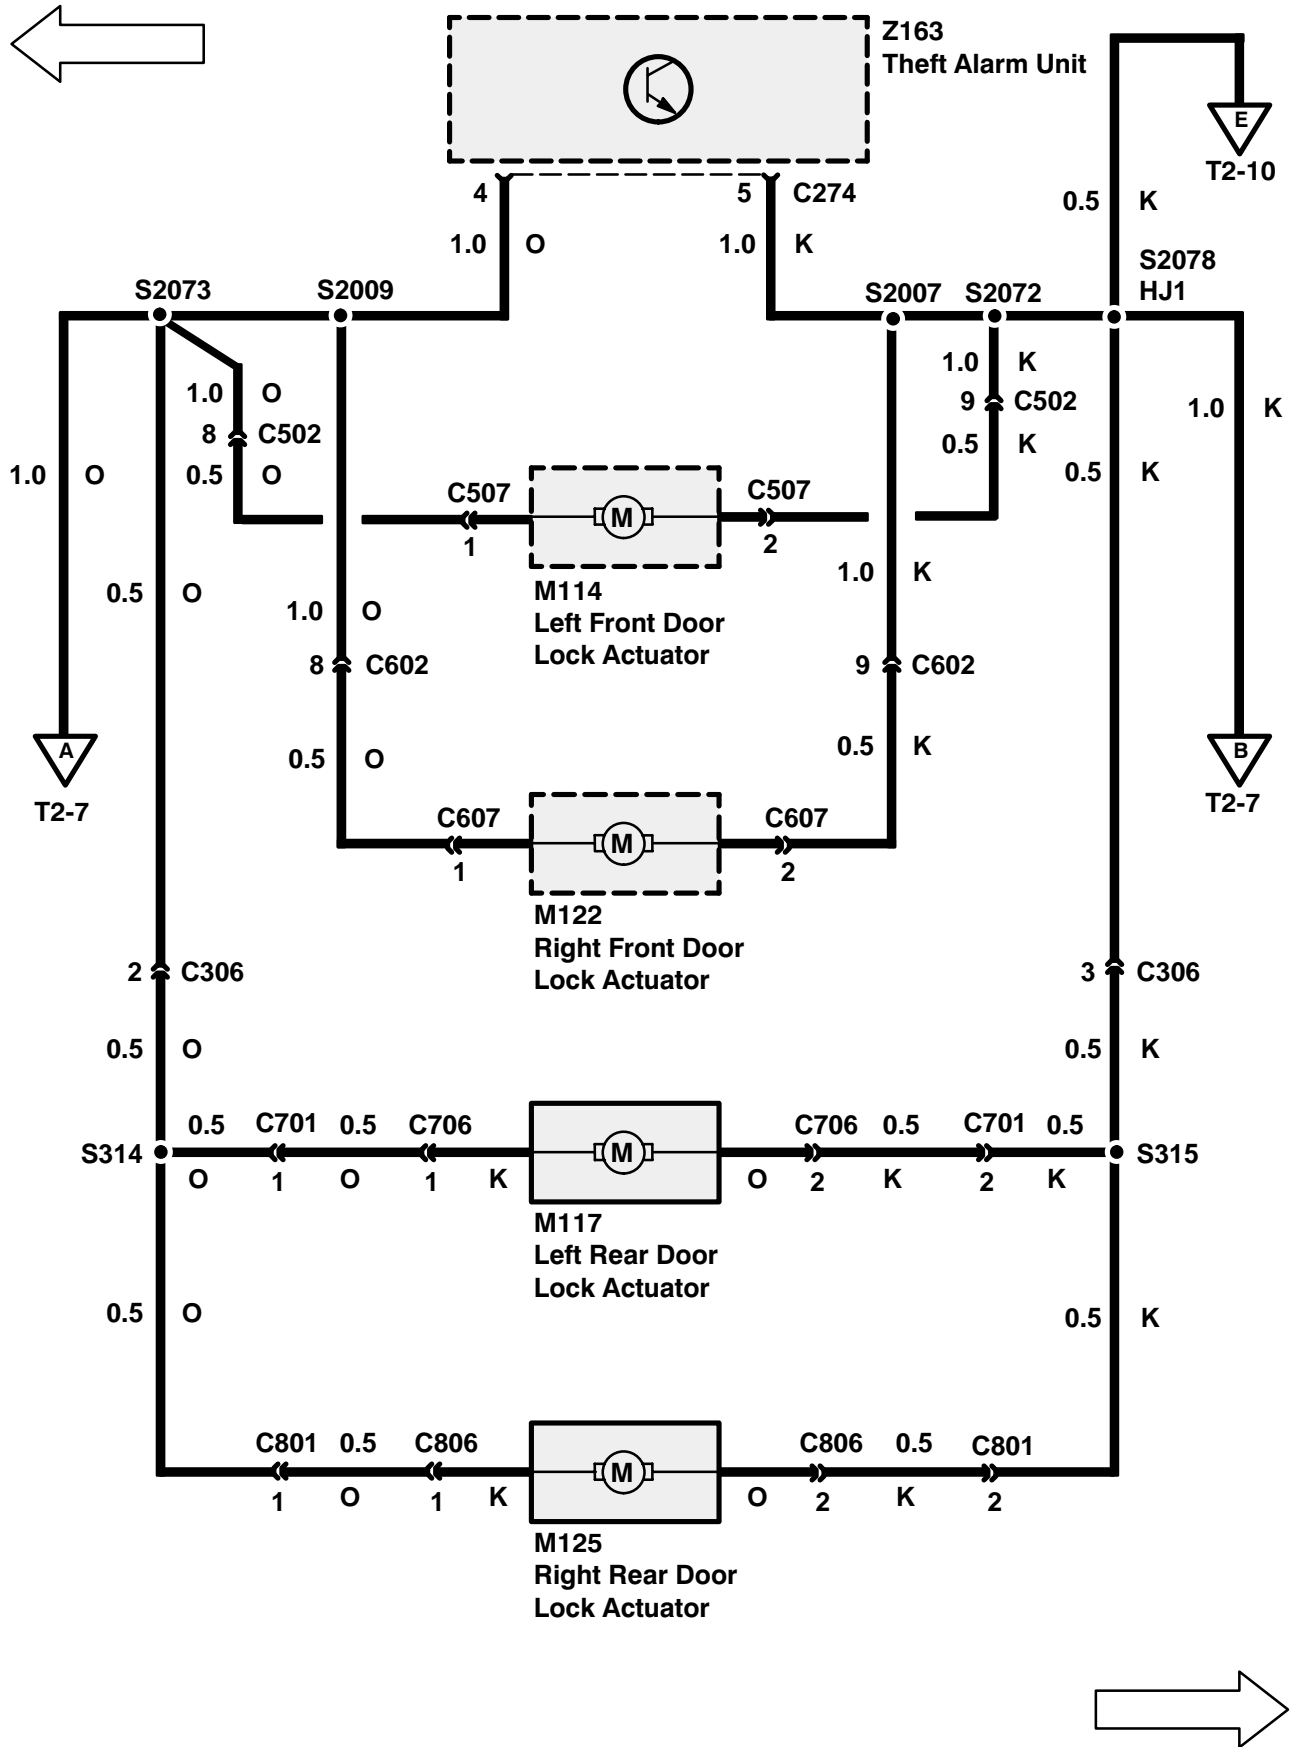 Z163
Theft Alarm Unit
E
T2-10
4
5
C274
0.5
K
1.0
O
1.0
K
S2078
HJ1
S2073
S2009
S2007
S2072
1.0
O
8
C502
0.5
O
1.0
K
9
C502
0.5
K
1.0
K
1.0
O
0.5
K
C507
1
M
C507
2
M114
Left Front Door
Lock Actuator
0.5
O
1.0
O
1.0
K
8
C602
9
C602
A
T2-7
0.5
O
0.5
K
B
T2-7
C607
1
M
C607
2
M122
Right Front Door
Lock Actuator
2
C306
3
C306
0.5
O
0.5
K
S314
0.5
C701
0.5
C706
O
1
O
1
K
M
C706
0.5
C701
0.5
O
2
K
2
K
S315
M117
Left Rear Door
Lock Actuator
0.5
O
0.5
K
C801
0.5
C806
1
O
1
K
M
C806
0.5
C801
O
2
K
2
M125
Right Rear Door
Lock Actuator